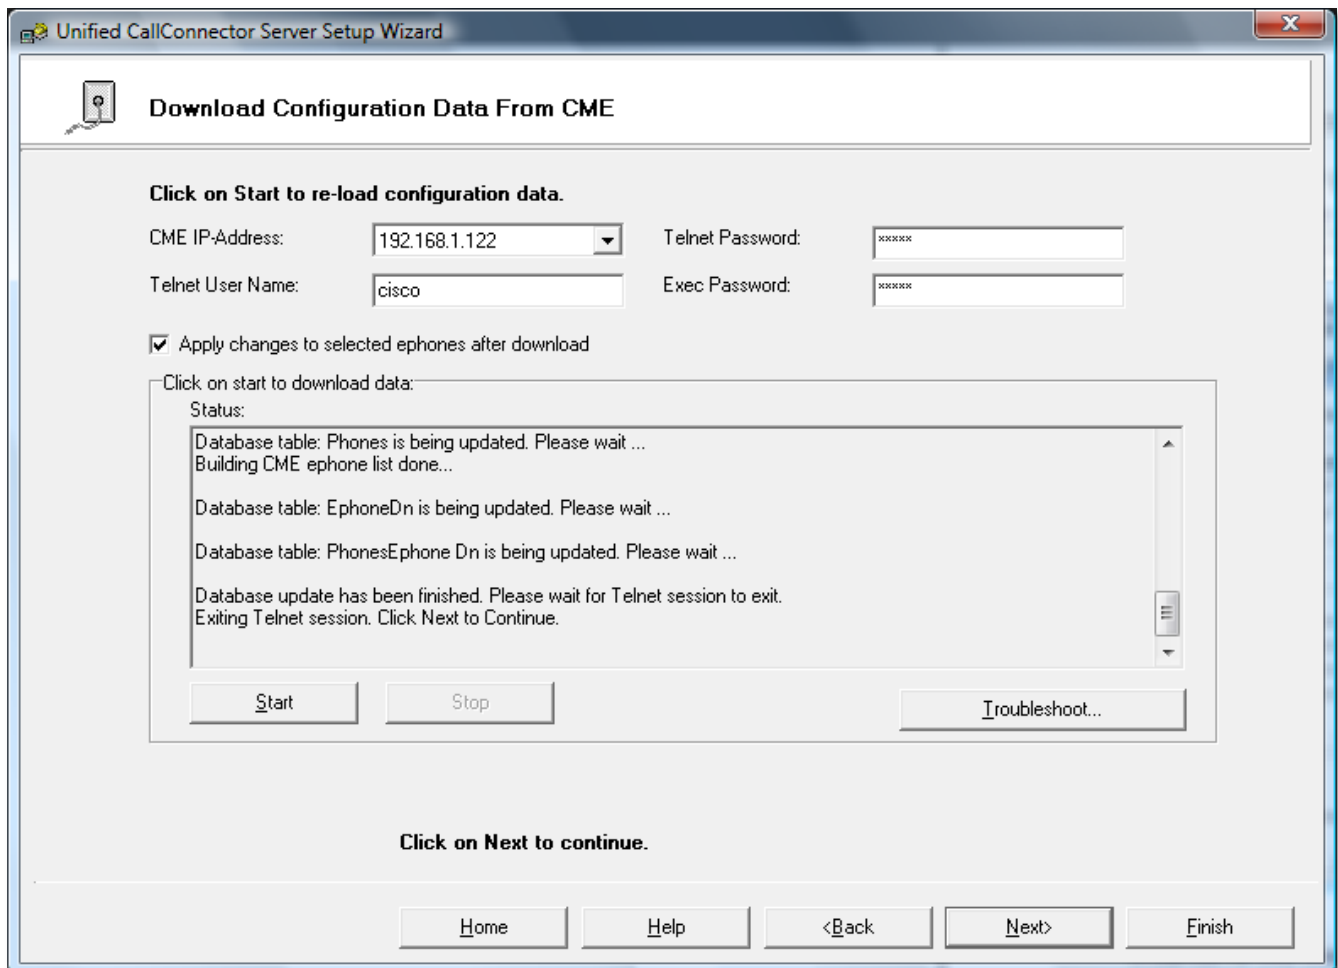 Unified CallConnector Server Setup Wizard
Download Configuration Data From CME
Click on Start to re-load configuration data.
CME IP-Address: 192.168.1.122 Telnet Password: xxxxx
Telnet User Name: cisco Exec Password: xxxxx
Apply changes to selected ephones after download
Click on start to download data:
Status:
Database table: Phones is being updated. Please wait ...
Building CME ephone list done...
Database table: EphoneDn is being updated. Please wait ...
Database table: PhonesEphone Dn is being updated. Please wait ...
Database update has been finished. Please wait for Telnet session to exit.
Exiting Telnet session. Click Next to Continue.
Start Stop Troubleshoot...
Click on Next to continue.
Home Help <Back Next> Finish